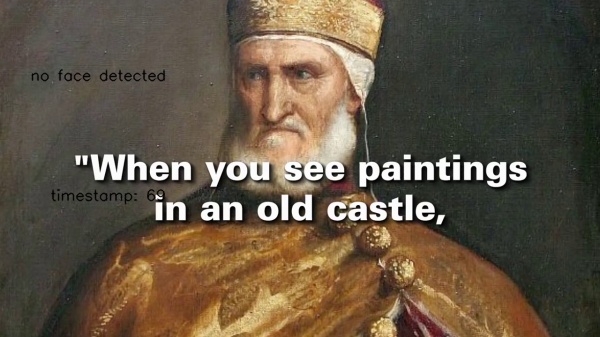 no face detected
"When you see paintings
timestamp: 69
in an old castle,